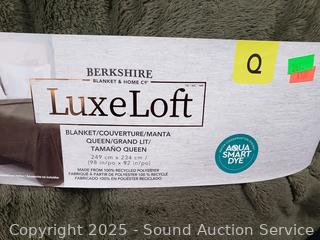 BERKSHIRE
BLANKET & HOME CO®
LuxeLoft
Q
BLANKET/COUVERTURE/MANTA
QUEEN/GRAND LIT/
TAMAÑO QUEEN
249 cm x 234 cm /
(98 in/po x 92 in/po)
MADE FROM 100% RECYCLED POLYESTER
FABRIQUÉ À PARTIR DE POLYESTER 100 % RECYCLÉ
FABRICADO 100% EN POLIÉSTER RECICLADO.
AQUA
SMART
DYE
Copyright 2025 - Sound Auction Service